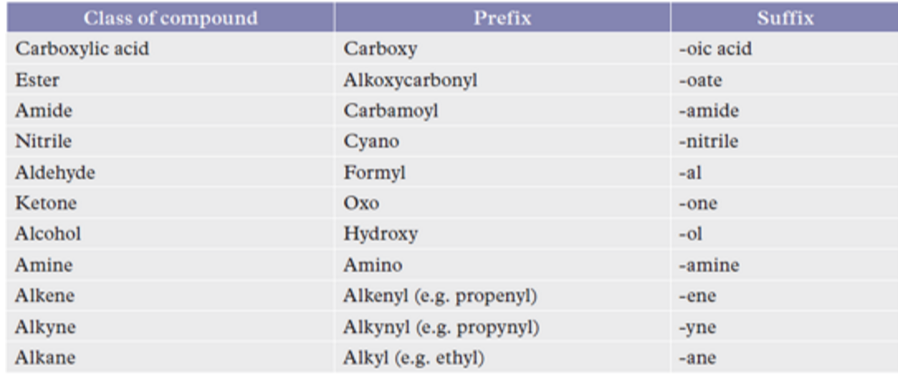 Class of compound Prefix Suffix
Carboxylic acid Carboxy -oic acid
Ester Alkoxycarbonyl -oate
Amide Carbamoyl -amide
Nitrile Cyano -nitrile
Aldehyde Formyl -al
Ketone Oxo -one
Alcohol Hydroxy -ol
Amine Amino -amine
Alkene Alkenyl (e.g. propenyl) -ene
Alkyne Alkynyl (e.g. propynyl) -yne
Alkane Alkyl (e.g. ethyl) -ane